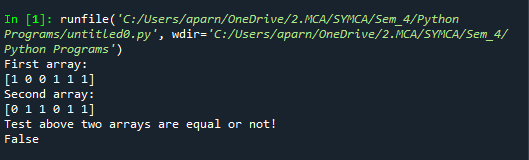 In [1]: runfile('C:/Users/aparn/OneDrive/2.MCA/SYMCA/Sem_4/Python
Programs/untitled0.py', wdir='C:/Users/aparn/OneDrive/2.MCA/SYMCA/Sem_4/
Python Programs')
First array:
[1 0 0 1 1 1]
Second array:
[0 1 1 0 1 1]
Test above two arrays are equal or not!
False